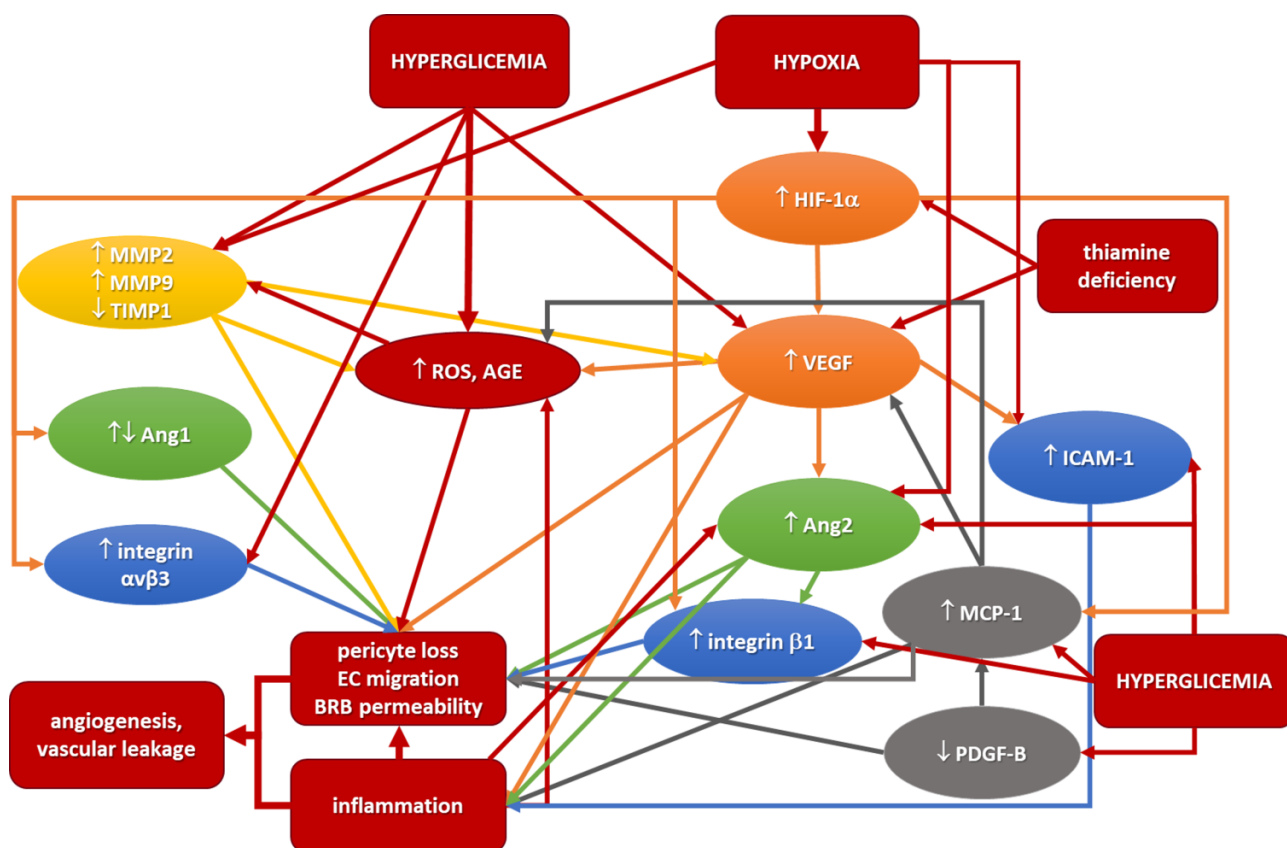 HYPERGLICEMIA
HYPOXIA
↑ HIF-1α
↑ MMP2
↑ MMP9
↓ TIMP1
thiamine
deficiency
↑ ROS, AGE
↑ VEGF
↑↓ Ang1
↑ ICAM-1
↑ Ang2
↑ integrin
αvβ3
↑ MCP-1
↑ integrin β1
pericyte loss
EC migration
BRB permeability
HYPERGLICEMIA
angiogenesis,
vascular leakage
↓ PDGF-B
inflammation